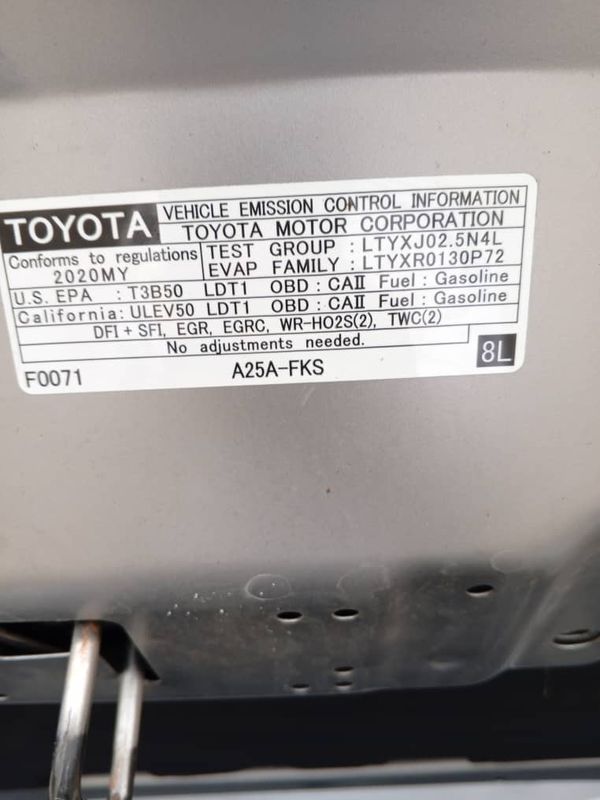 TOYOTA
VEHICLE EMISSION CONTROL INFORMATION
TOYOTA MOTOR CORPORATION
Conforms to regulations
2020MY
TEST GROUP : LTYXJ02.5N4L
EVAP FAMILY : LTYXR0130P72
U.S. EPA : T3B50 LDT1 OBD : CAⅡ Fuel : Gasoline
California: ULEV50 LDT1 OBD : CAⅡ Fuel : Gasoline
DFI + SFI, EGR, EGRC, WR-HO2S(2), TWC(2)
No adjustments needed.
F0071
A25A-FKS
8L